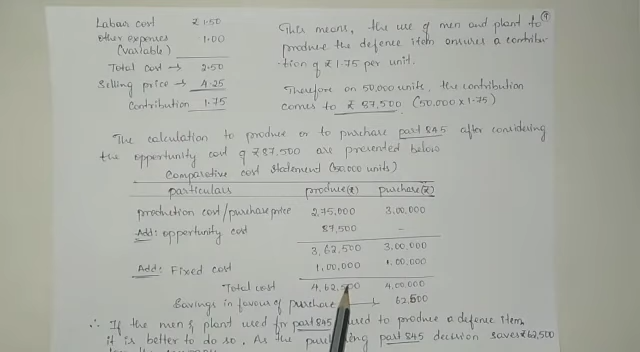 Labour cost ₹ 1.50
other expenses 1.00
(variable)
Total cost → 2.50
Selling price → 4.25
Contribution 1.75
This means, the use of men and plant to
produce the defence item ensures a contribu-
-tion of ₹ 1.75 per unit.
Therefore on 50,000 units, the contribution
comes to ₹ 87,500 (50,000 x 1.75)
The calculation to produce or to purchase part 845 after considering
the opportunity cost of ₹87,500 are presented below
Comparative cost statement (50,000 units)
particulars produce(₹) purchase(₹)
production cost/purchase price 2,75,000 3,00,000
Add: opportunity cost 87,500 -
3,62,500 3,00,000
Add: Fixed cost 1,00,000 1,00,000
Total cost 4,62,500 4,00,000
Savings in favour of purchase → 62,500
∴ If the men & plant used for part 845 used to produce a defence item,
it is better to do so. As the purchasing part 845 decision saves ₹62,500